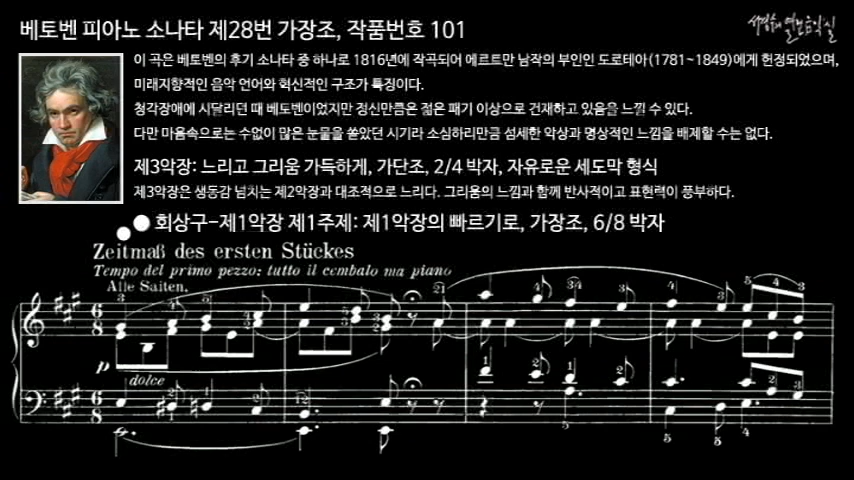 베토벤 피아노 소나타 제28번 가장조, 작품번호 101
서경수의 열린음악실
이 곡은 베토벤의 후기 소나타 중 하나로 1816년에 작곡되어 에르트만 남작의 부인인 도로테아(1781~1849)에게 헌정되었으며,
미래지향적인 음악 언어와 혁신적인 구조가 특징이다.
청각장애에 시달리던 때 베토벤이었지만 정신만큼은 젊은 패기 이상으로 건재하고 있음을 느낄 수 있다.
다만 마음속으로는 수없이 많은 눈물을 쏟았던 시기라 소심하리만큼 섬세한 악상과 명상적인 느낌을 배제할 수는 없다.
제3악장: 느리고 그리움 가득하게, 가단조, 2/4 박자, 자유로운 세도막 형식
제3악장은 생동감 넘치는 제2악장과 대조적으로 느리다. 그리움의 느낌과 함께 반사적이고 표현력이 풍부하다.
회상구-제1악장 제1주제: 제1악장의 빠르기로, 가장조, 6/8 박자
Zeitmaß des ersten Stückes
Tempo del primo pezzo: tutto il cembalo ma piano
Alle Saiten.
p
dolce